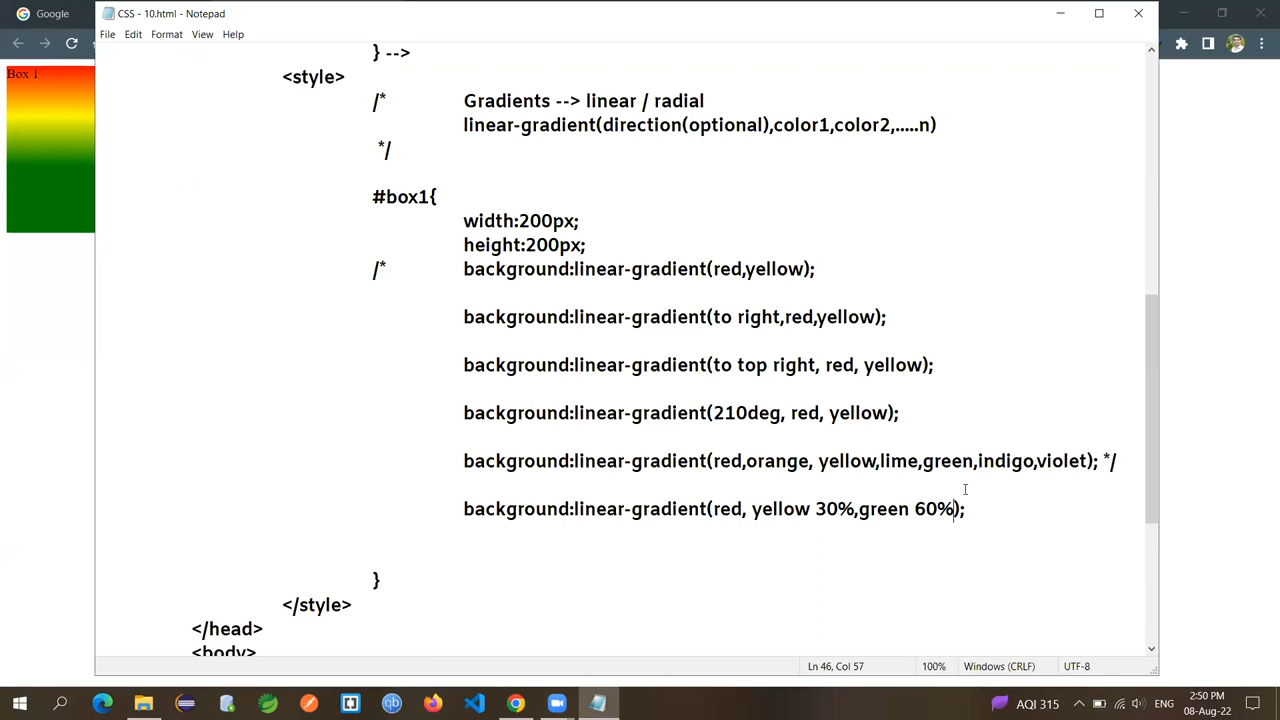 Google
CSS - 10.html - Notepad
File Edit Format View Help
Box 1
} -->
<style>
/* Gradients --> linear / radial
linear-gradient(direction(optional),color1,color2,.....n)
*/
#box1{
width:200px;
height:200px;
/* background:linear-gradient(red,yellow);
background:linear-gradient(to right,red,yellow);
background:linear-gradient(to top right, red, yellow);
background:linear-gradient(210deg, red, yellow);
background:linear-gradient(red,orange, yellow,lime,green,indigo,violet); */
background:linear-gradient(red, yellow 30%,green 60%);
}
</style>
</head>
<body>
Ln 46, Col 57 100% Windows (CRLF) UTF-8
qb AQI 315 ENG 2:50 PM
08-Aug-22